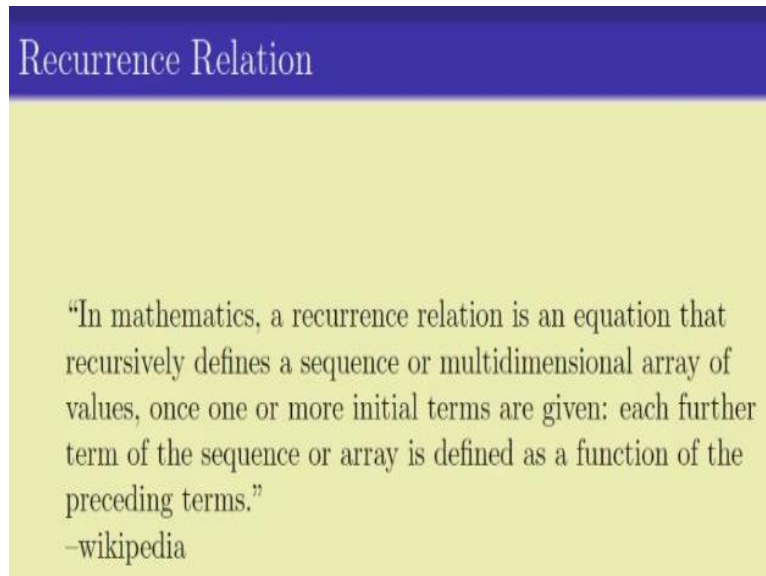 Recurrence Relation
“In mathematics, a recurrence relation is an equation that
recursively defines a sequence or multidimensional array of
values, once one or more initial terms are given: each further
term of the sequence or array is defined as a function of the
preceding terms.”
–wikipedia